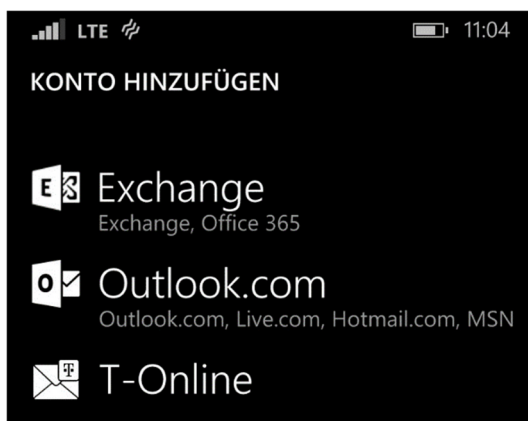 LTE 11:04
KONTO HINZUFÜGEN
E Exchange
Exchange, Office 365
O Outlook.com
Outlook.com, Live.com, Hotmail.com, MSN
T T-Online